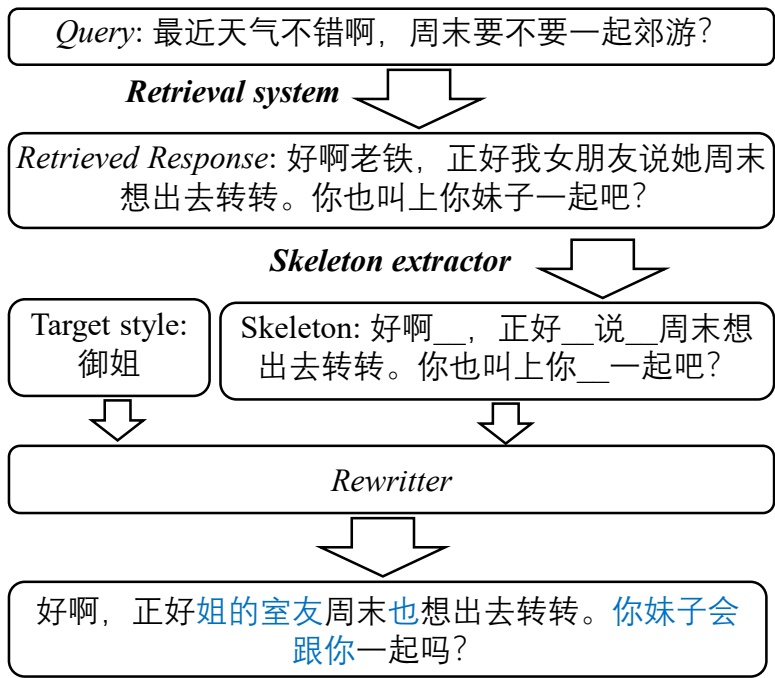 Query: 最近天气不错啊，周末要不要一起郊游？
Retrieval system
Retrieved Response: 好啊老铁，正好我女朋友说她周末
想出去转转。你也叫上你妹子一起吧？
Skeleton extractor
Target style:
御姐
Skeleton: 好啊__，正好__说__周末想
出去转转。你也叫上你__一起吧？
Rewritter
好啊，正好姐的室友周末也想出去转转。你妹子会
跟你一起吗？